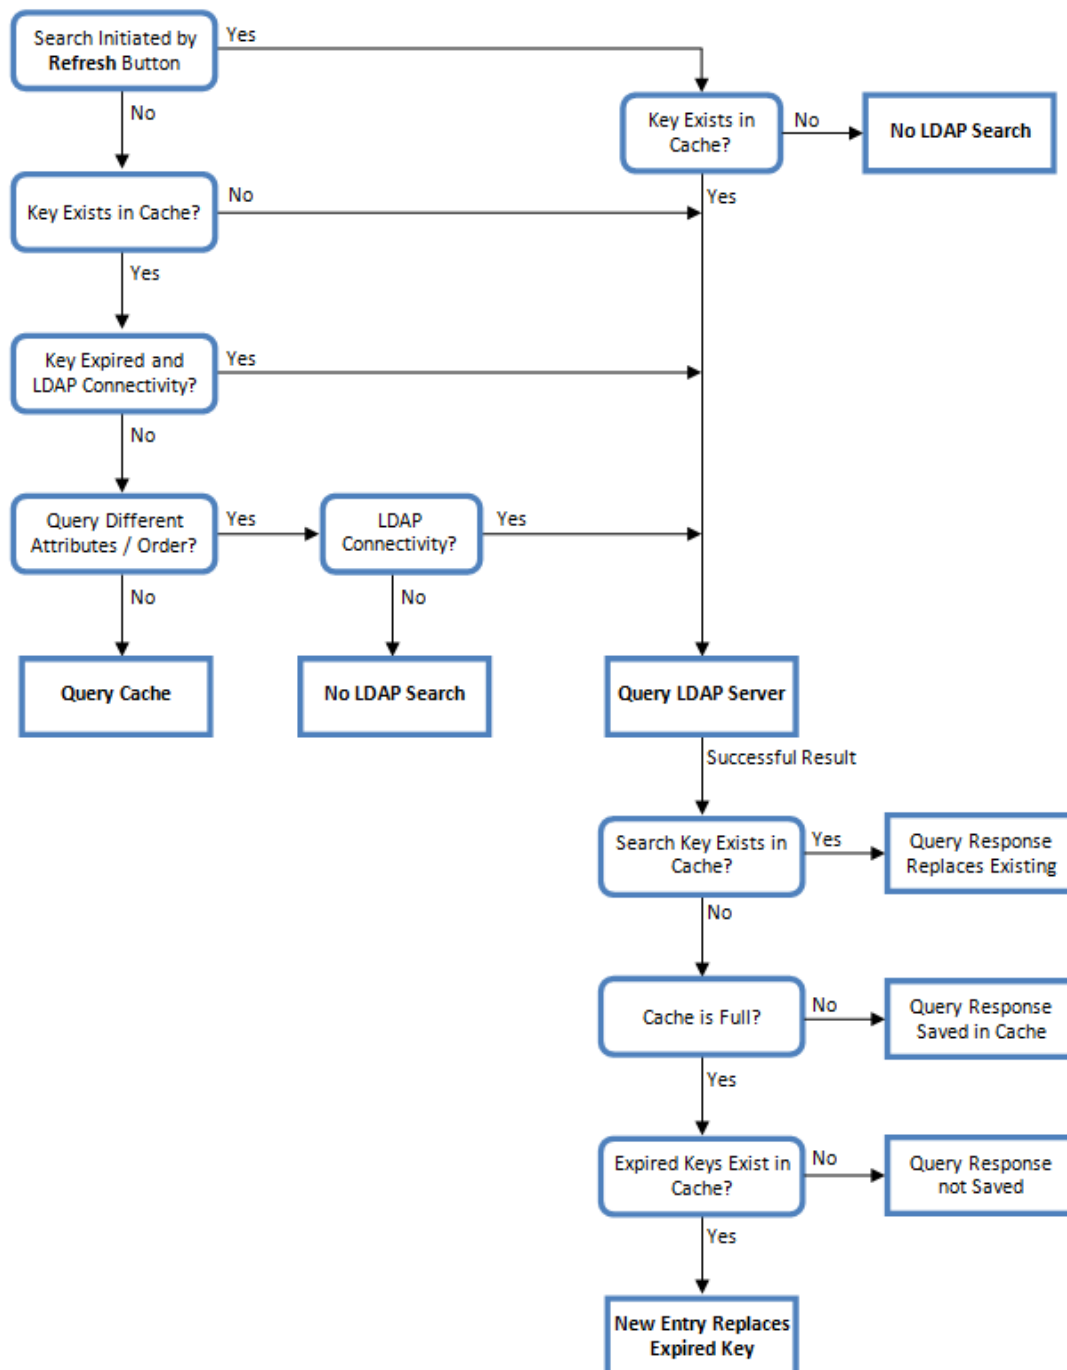 Search Initiated by
Refresh Button
Yes
No
Key Exists in
Cache?
No
No LDAP Search
Key Exists in Cache?
No
Yes
Yes
Key Expired and
LDAP Connectivity?
Yes
No
Query Different
Attributes / Order?
Yes
LDAP
Connectivity?
Yes
No
No
Query Cache
No LDAP Search
Query LDAP Server
Successful Result
Search Key Exists in
Cache?
Yes
Query Response
Replaces Existing
No
Cache is Full?
No
Query Response
Saved in Cache
Yes
Expired Keys Exist in
Cache?
No
Query Response
not Saved
Yes
New Entry Replaces
Expired Key